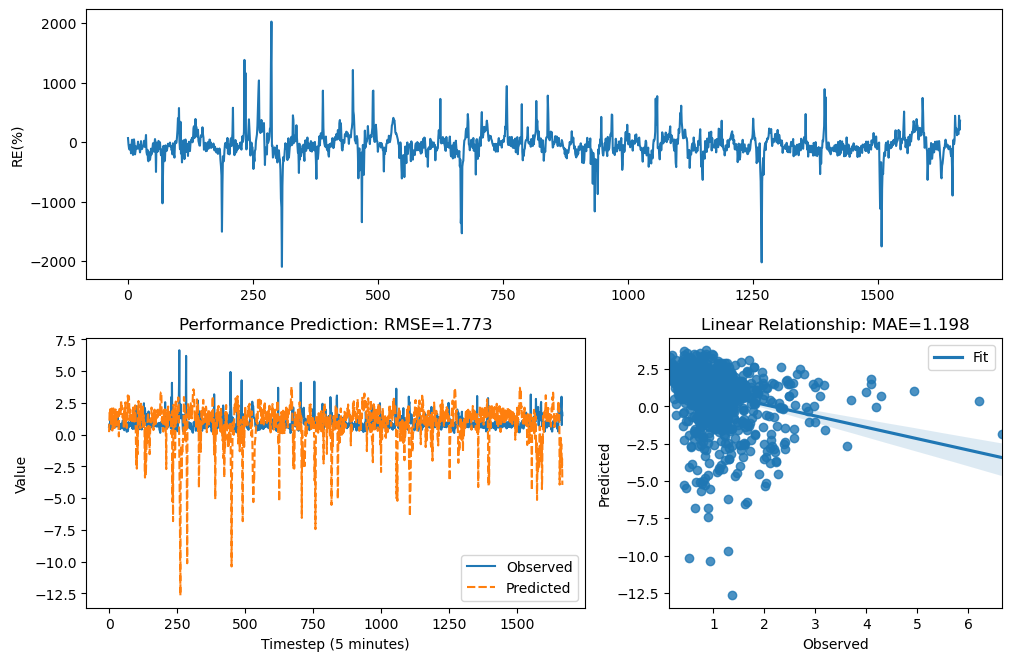 2000
1000
0
−1000
−2000
RE(%)
0 250 500 750 1000 1250 1500
Performance Prediction: RMSE=1.773
7.5
5.0
2.5
0.0
−2.5
−5.0
−7.5
−10.0
−12.5
Value
Observed
Predicted
0 250 500 750 1000 1250 1500
Timestep (5 minutes)
Linear Relationship: MAE=1.198
Fit
2.5
0.0
−2.5
−5.0
−7.5
−10.0
−12.5
Predicted
1 2 3 4 5 6
Observed